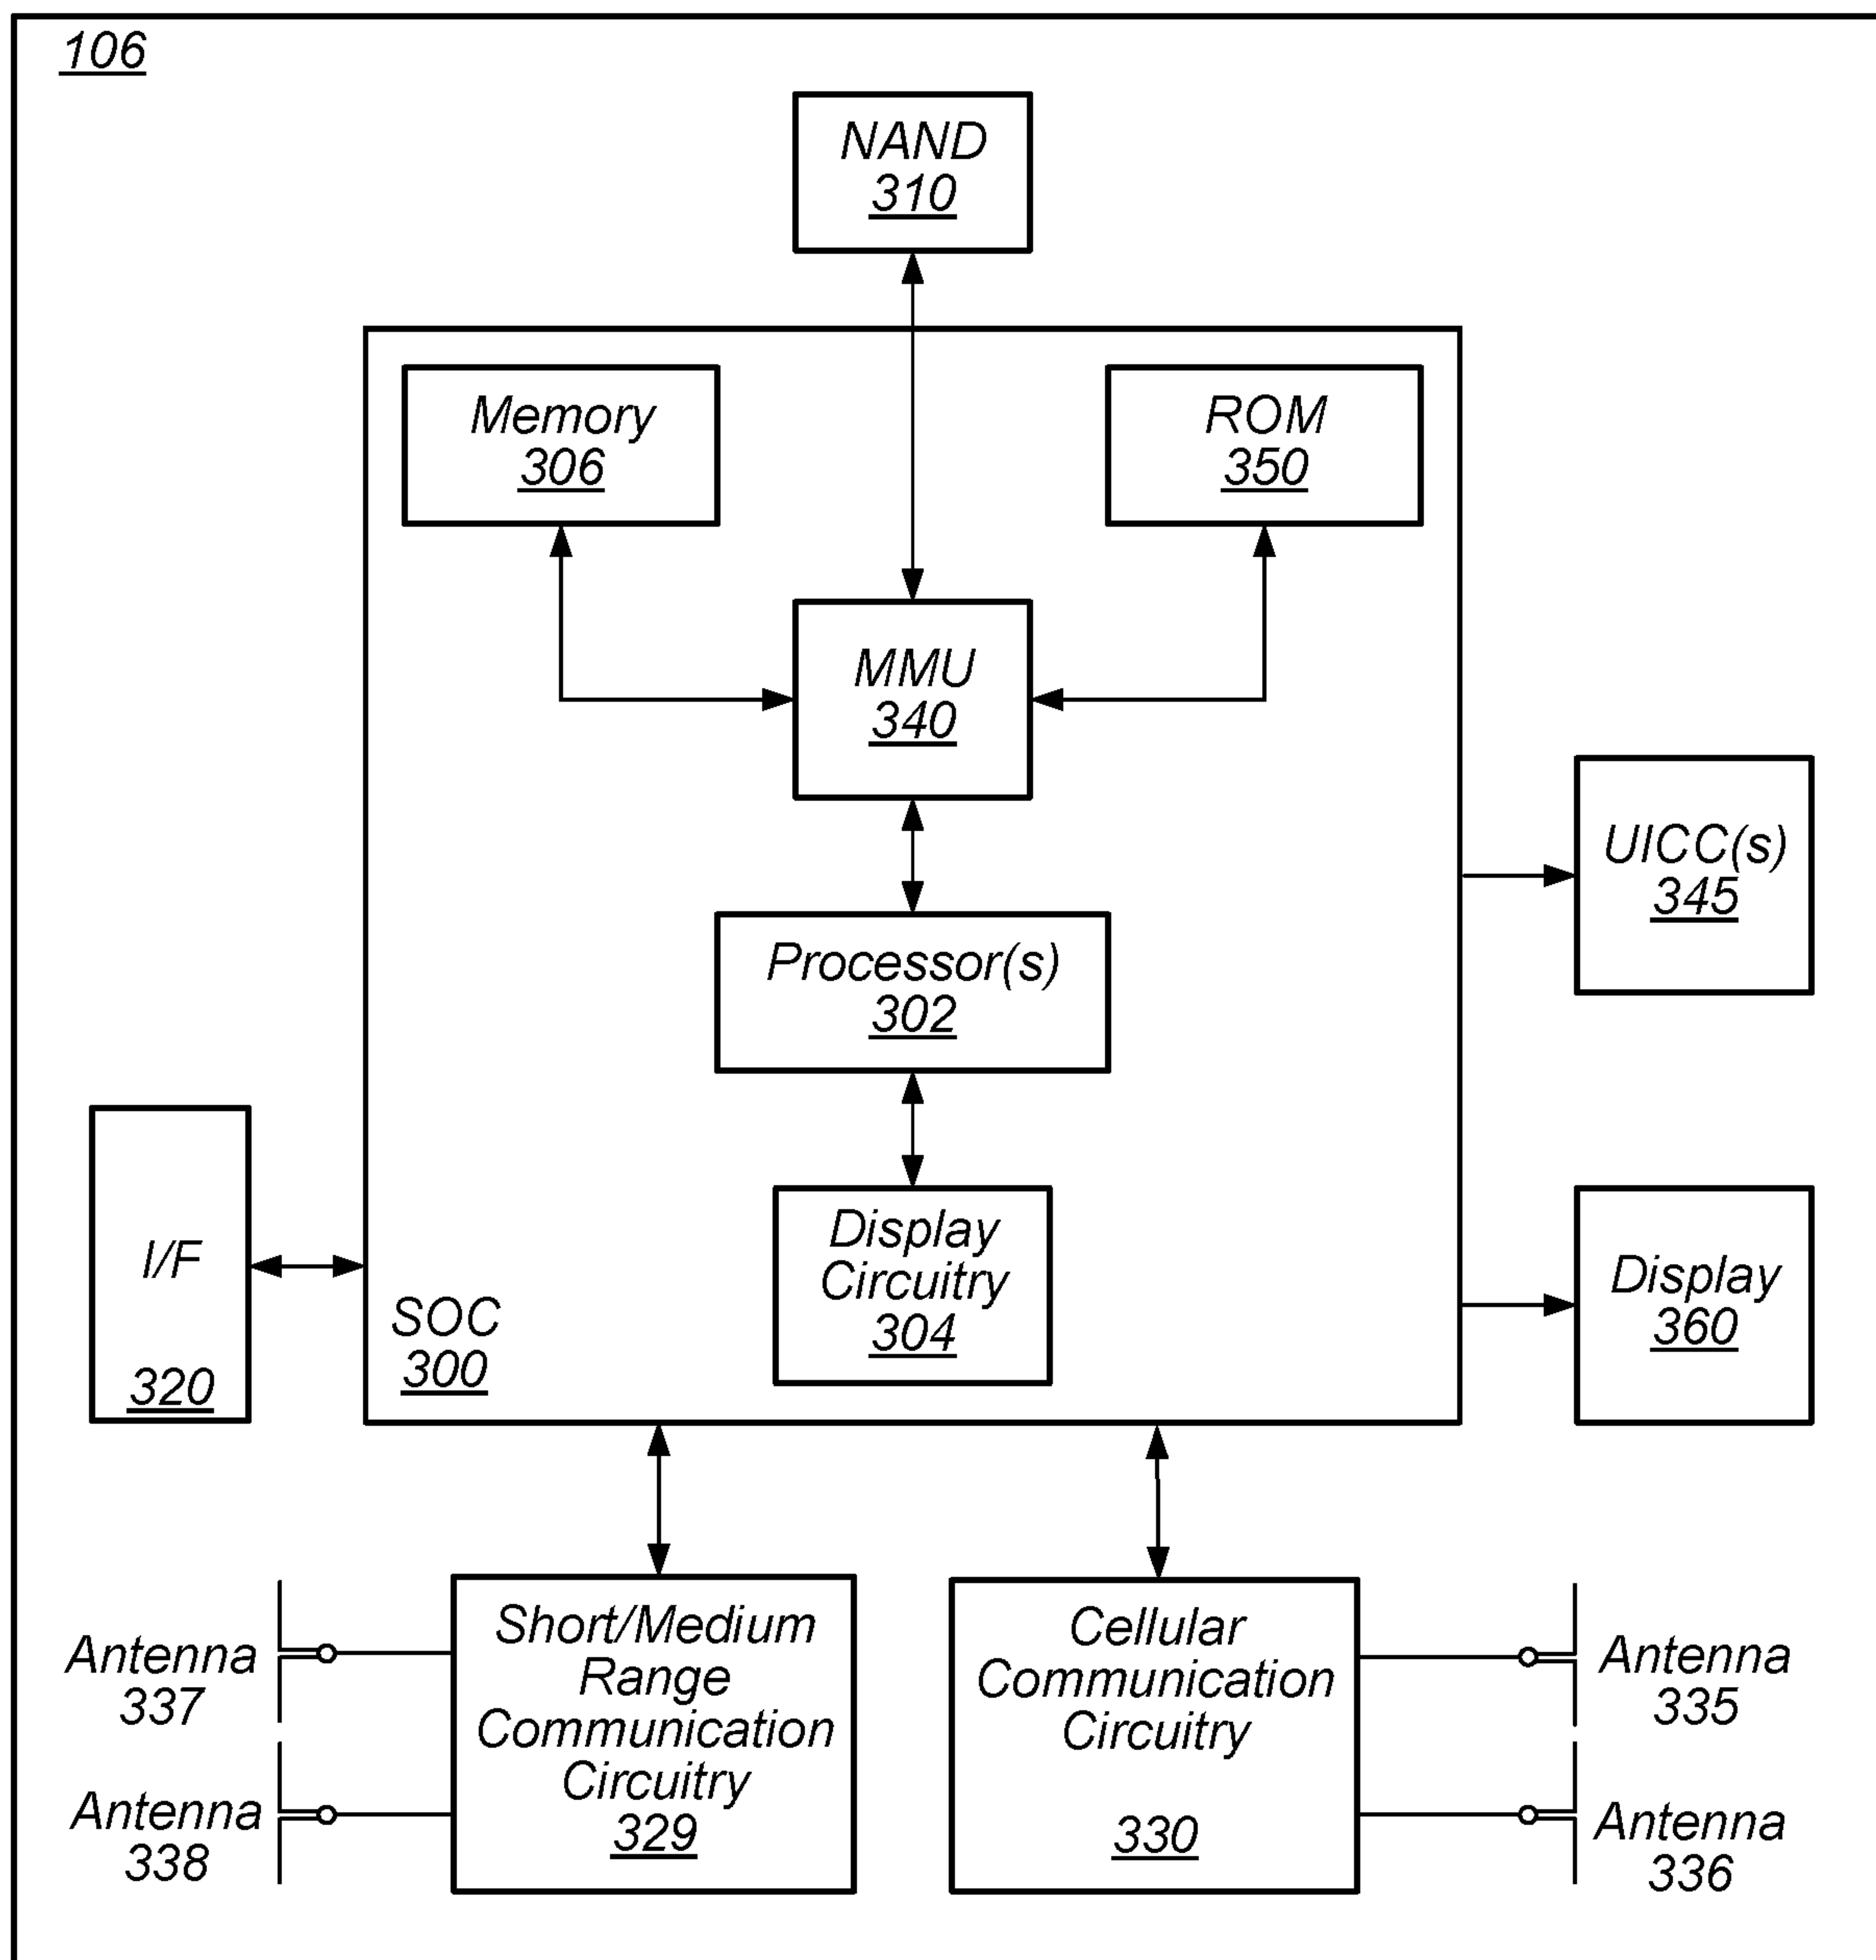 106
NAND
310
Memory
306
ROM
350
MMU
340
UICC(s)
345
Processor(s)
302
I/F
320
Display
Circuitry
304
SOC
300
Display
360
Short/Medium
Range
Communication
Circuitry
329
Cellular
Communication
Circuitry
330
Antenna
337
Antenna
338
Antenna
335
Antenna
336